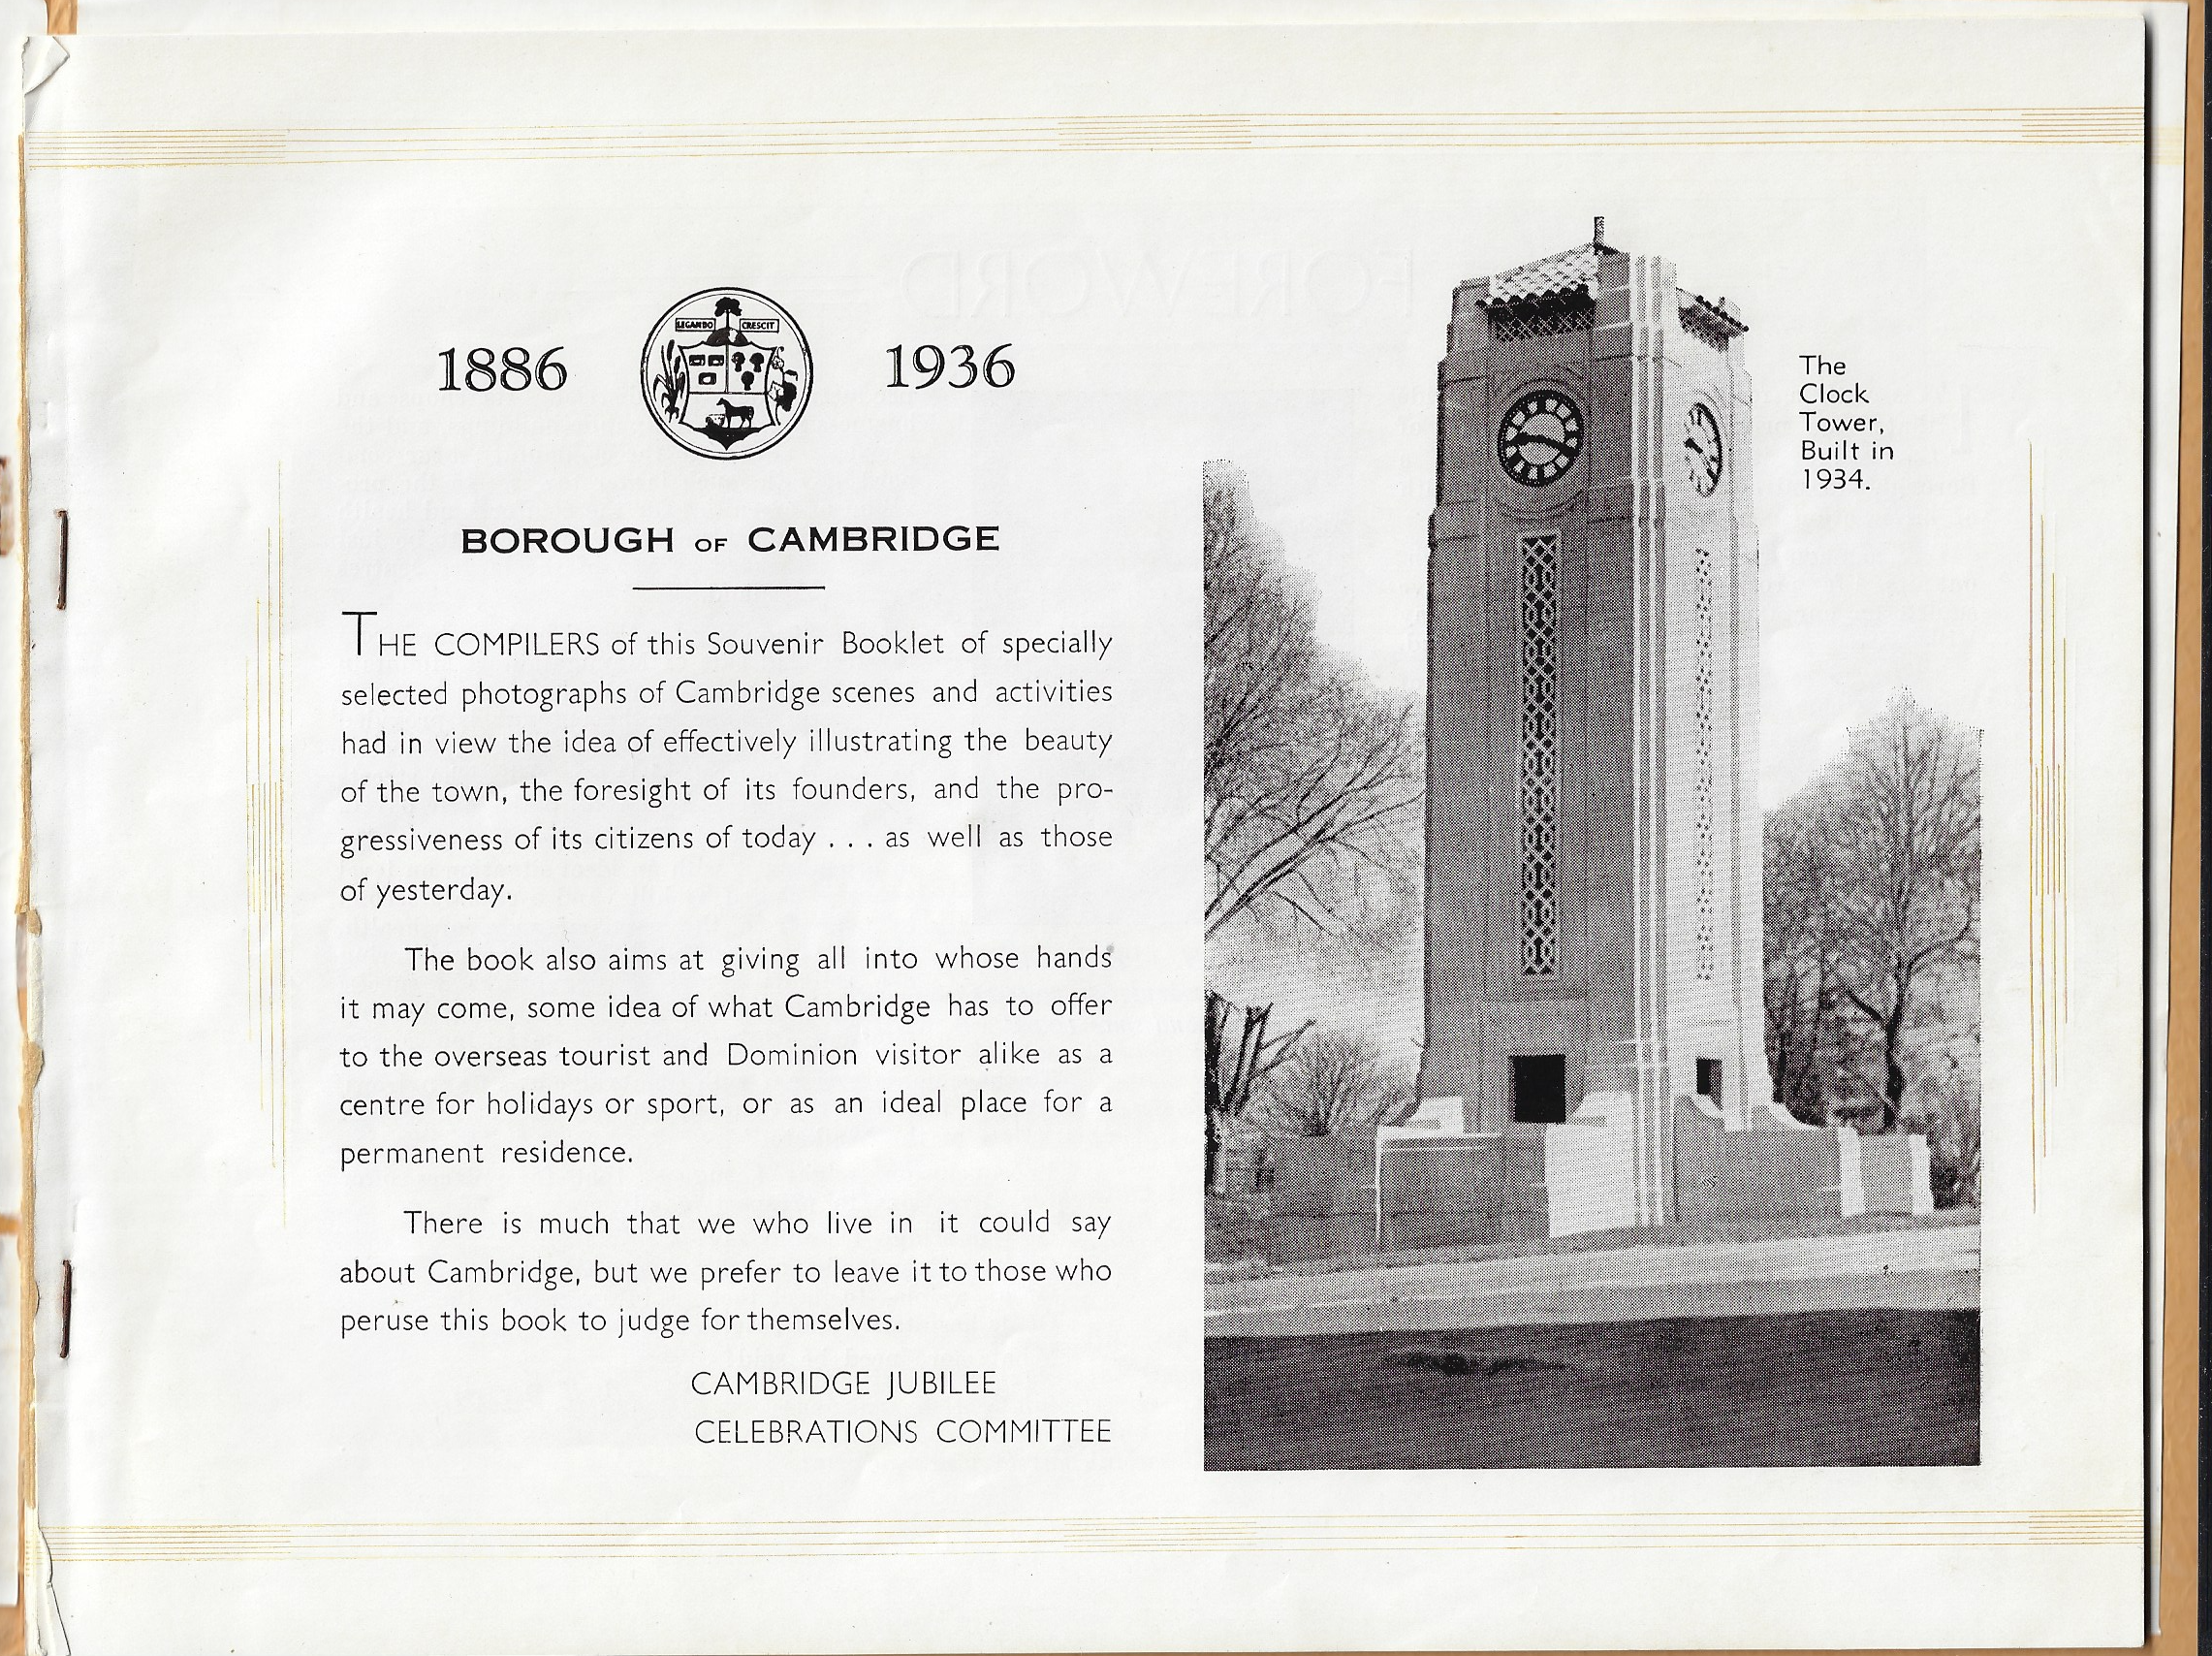 1886
LEGANDO CRESCIT
1936
BOROUGH OF CAMBRIDGE
THE COMPILERS of this Souvenir Booklet of specially
selected photographs of Cambridge scenes and activities
had in view the idea of effectively illustrating the beauty
of the town, the foresight of its founders, and the pro-
gressiveness of its citizens of today . . . as well as those
of yesterday.
The book also aims at giving all into whose hands
it may come, some idea of what Cambridge has to offer
to the overseas tourist and Dominion visitor alike as a
centre for holidays or sport, or as an ideal place for a
permanent residence.
There is much that we who live in it could say
about Cambridge, but we prefer to leave it to those who
peruse this book to judge for themselves.
CAMBRIDGE JUBILEE
CELEBRATIONS COMMITTEE
The
Clock
Tower,
Built in
1934.
FOREWORD